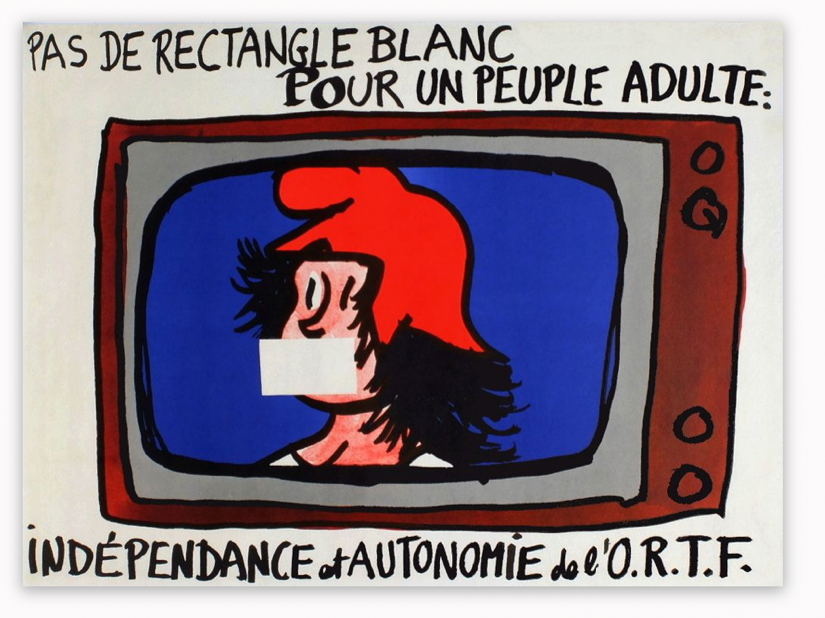 PAS DE RECTANGLE BLANC
POUR UN PEUPLE ADULTE:
INDÉPENDANCE et AUTONOMIE de l'O.R.T.F.